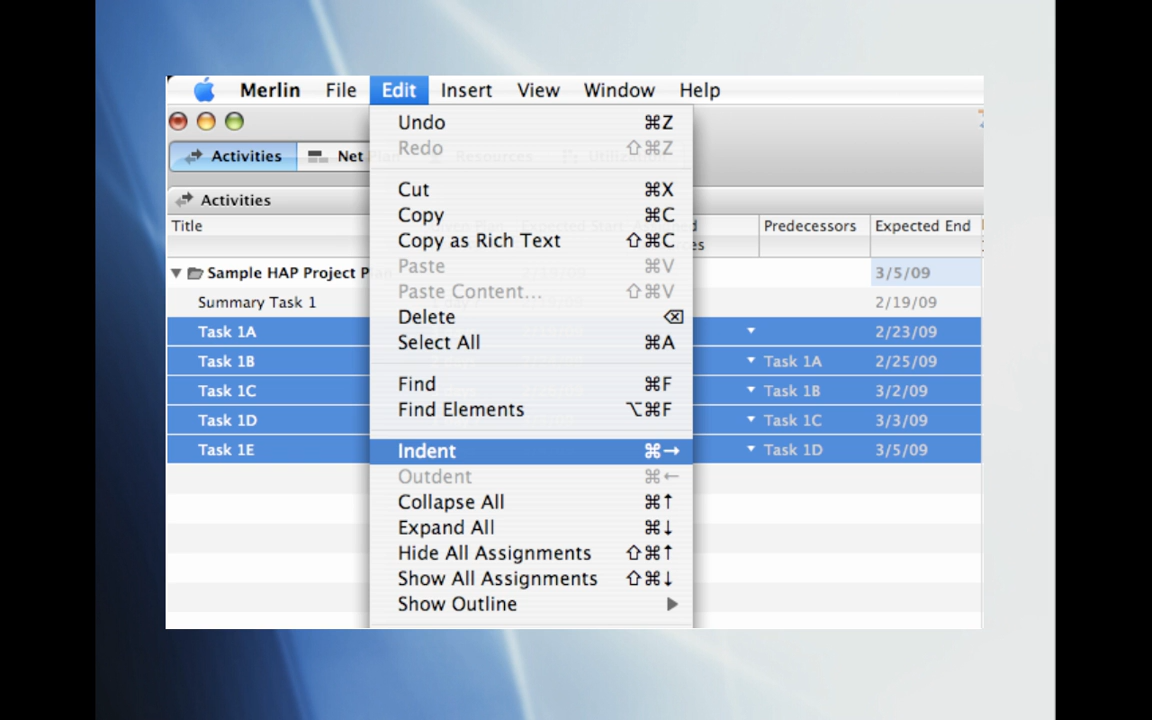 Merlin File Edit Insert View Window Help
Undo ⌘Z
Redo ⇧⌘Z
Activities Net
Cut ⌘X
Activities
Copy ⌘C
Title Predecessors Expected End
Copy as Rich Text ⇧⌘C
Paste ⌘V
Sample HAP Project P 3/5/09
Paste Content... ⇧⌘V
Summary Task 1 2/19/09
Delete ⌫
Task 1A 2/23/09
Select All ⌘A
Task 1B Task 1A 2/25/09
Find ⌘F
Task 1C Task 1B 3/2/09
Find Elements ⌥⌘F
Task 1D Task 1C 3/3/09
Indent ⌘→
Task 1E Task 1D 3/5/09
Outdent ⌘←
Collapse All ⌘↑
Expand All ⌘↓
Hide All Assignments ⇧⌘↑
Show All Assignments ⇧⌘↓
Show Outline ▶